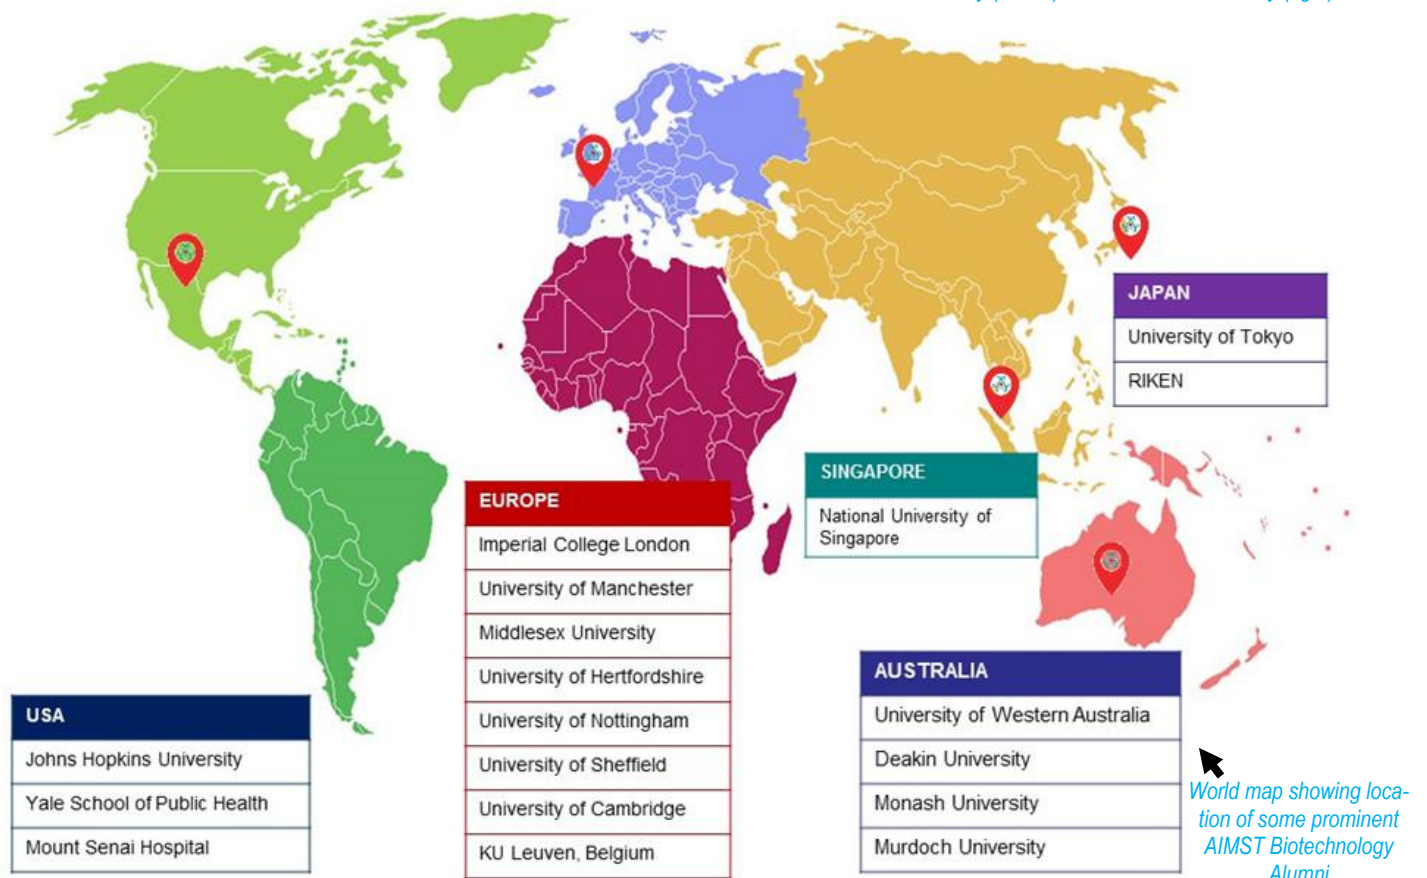 JAPAN
University of Tokyo
RIKEN
SINGAPORE
National University of
Singapore
EUROPE
Imperial College London
University of Manchester
Middlesex University
University of Hertfordshire
University of Nottingham
University of Sheffield
University of Cambridge
KU Leuven, Belgium
AUSTRALIA
University of Western Australia
Deakin University
Monash University
Murdoch University
USA
Johns Hopkins University
Yale School of Public Health
Mount Senai Hospital
World map showing loca-
tion of some prominent
AIMST Biotechnology
Alumni